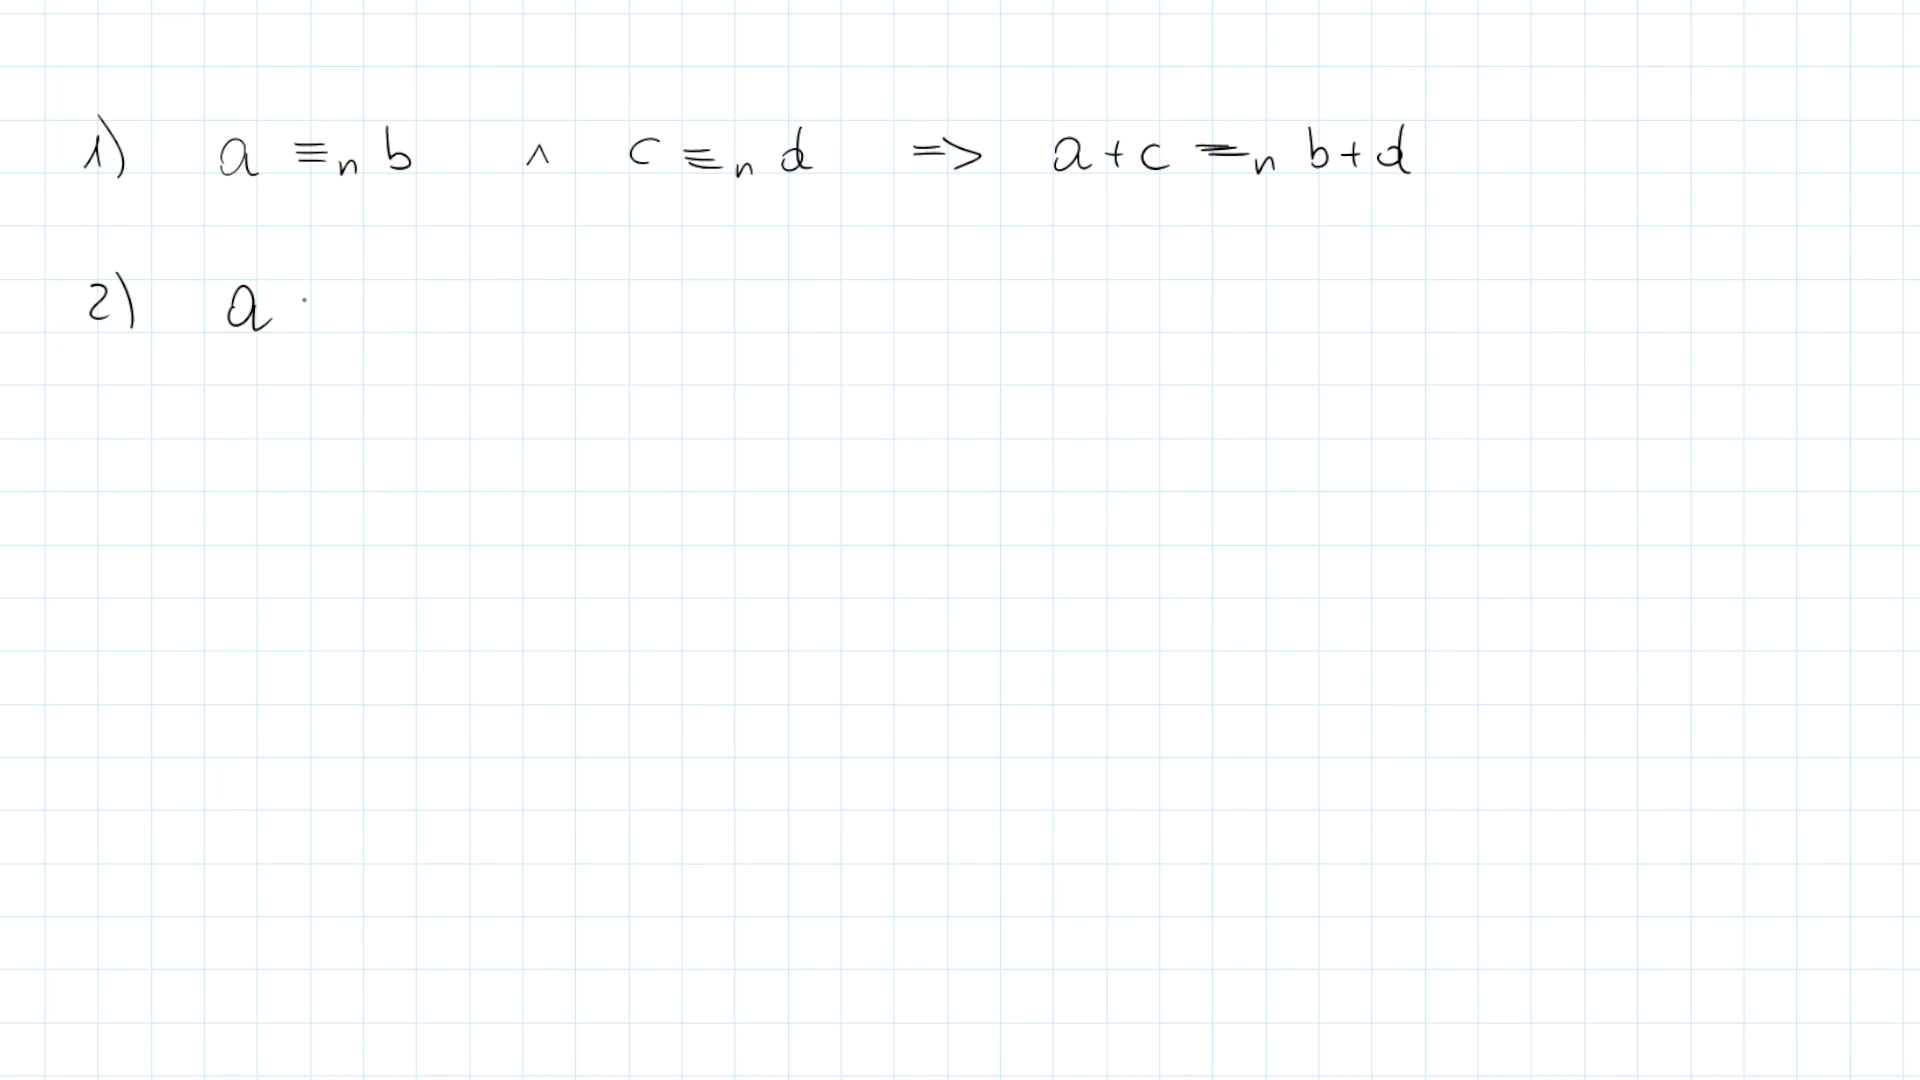 1) a ≡ₙ b ∧ c ≡ₙ d => a+c ≡ₙ b+d
2) a